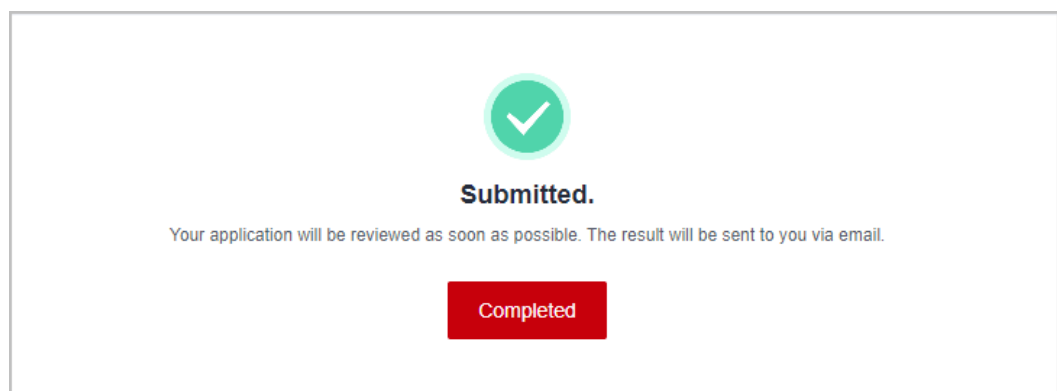 Submitted.
Your application will be reviewed as soon as possible. The result will be sent to you via email.
Completed